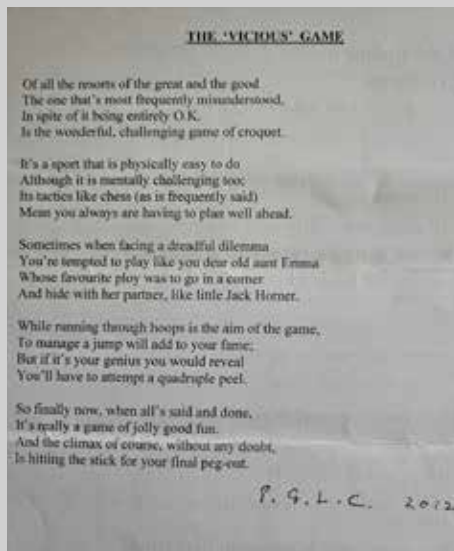 THE 'VICIOUS' GAME
Of all the resorts of the great and the good
The one that's most frequently misunderstood,
In spite of it being entirely O.K.
Is the wonderful, challenging game of croquet.
It's a sport that is physically easy to do
Although it is mentally challenging too;
Its tactics like chess (as is frequently said)
Mean you always are having to plan well ahead.
Sometimes when facing a dreadful dilemma
You're tempted to play like you dear old aunt Emma
Whose favourite ploy was to go in a corner
And hide with her partner, like little Jack Horner.
While running through hoops is the aim of the game,
To manage a jump will add to your fame;
But if it's your genius you would reveal
You'll have to attempt a quadruple peel.
So finally now, when all's said and done,
It's really a game of jolly good fun.
And the climax of course, without any doubt,
Is hitting the stick for your final peg-out.
P. G. L. C. 2012